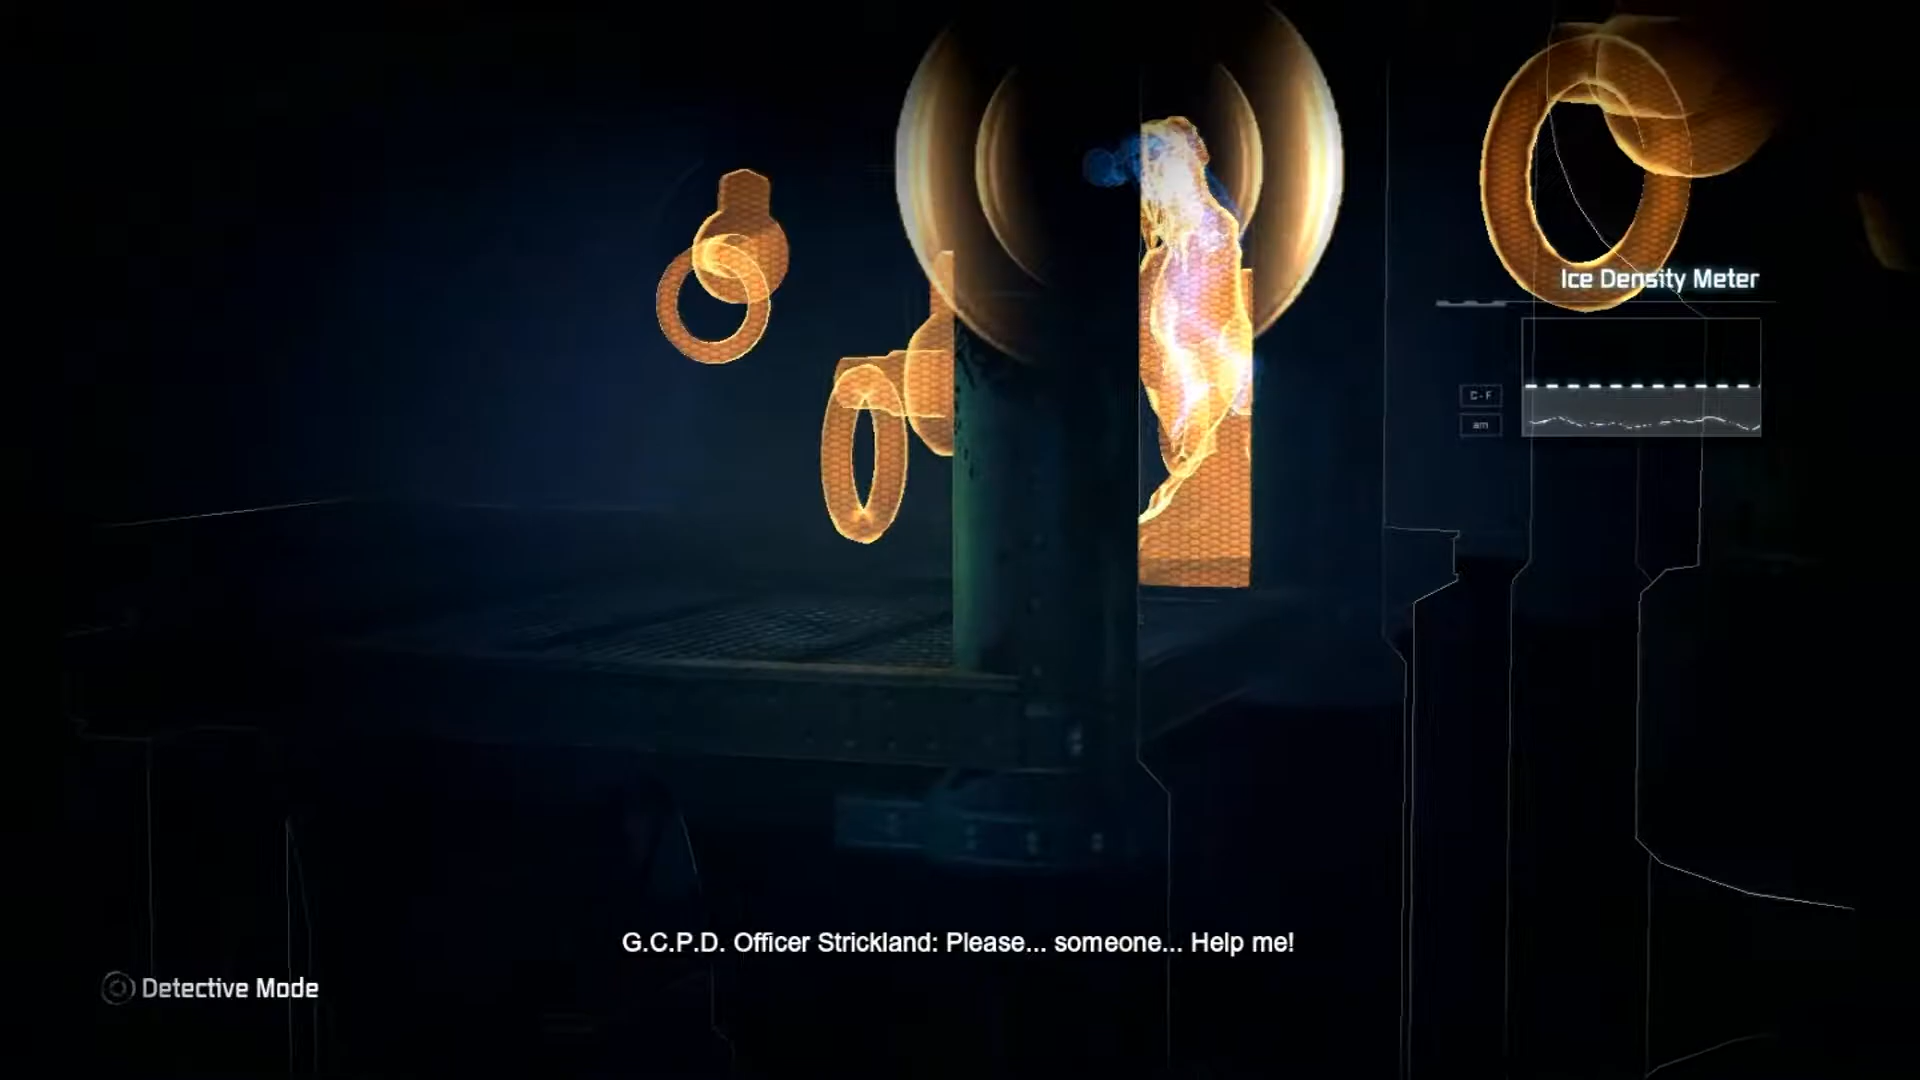 Ice Density Meter
C-F
am
G.C.P.D. Officer Strickland: Please... someone... Help me!
Detective Mode